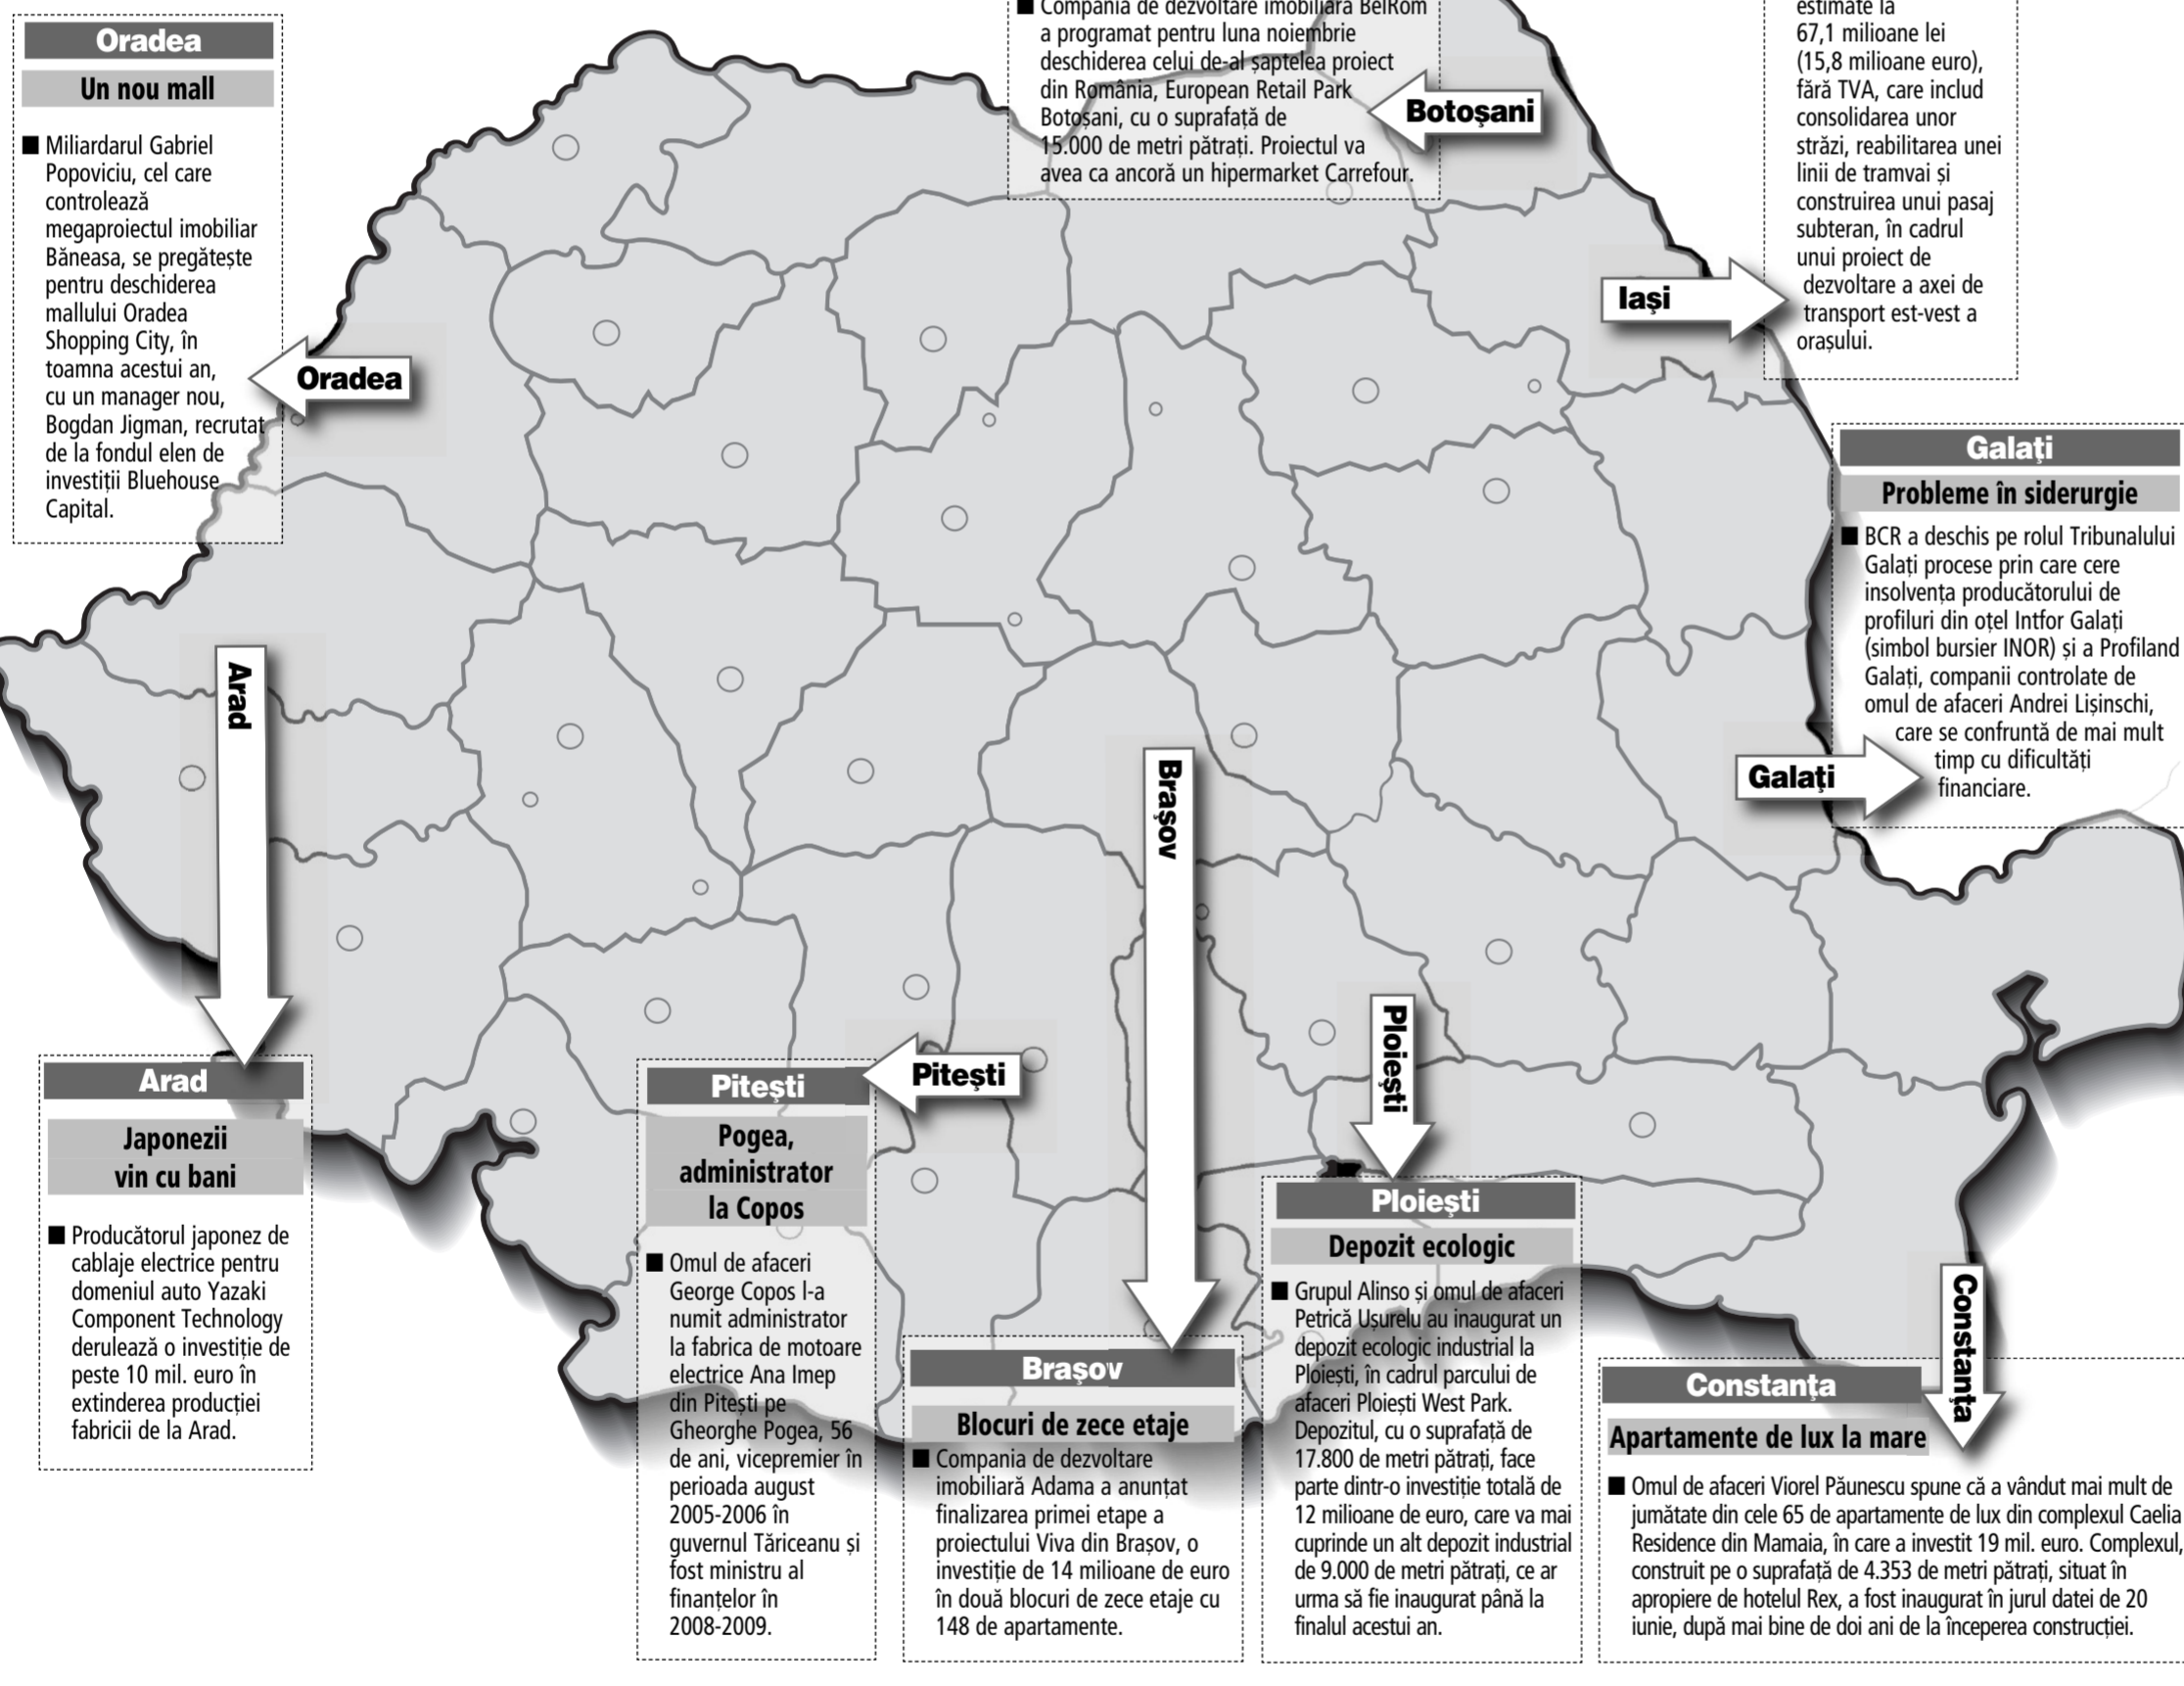 Oradea
Un nou mall
■ Miliardarul Gabriel
Popoviciu, cel care
controlează
megaproiectul imobiliar
Băneasa, se pregătește
pentru deschiderea
mallului Oradea
Shopping City, în
toamna acestui an,
cu un manager nou,
Bogdan Jigman, recrutat
de la fondul elen de
investiții Bluehouse
Capital.
Oradea
■ Compania de dezvoltare imobiliară BelRom
a programat pentru luna noiembrie
deschiderea celui de-al șaptelea proiect
din România, European Retail Park
Botoșani, cu o suprafață de
15.000 de metri pătrați. Proiectul va
avea ca ancoră un hipermarket Carrefour.
Botoşani
estimate la
67,1 milioane lei
(15,8 milioane euro),
fără TVA, care includ
consolidarea unor
străzi, reabilitarea unei
linii de tramvai și
construirea unui pasaj
subteran, în cadrul
unui proiect de
dezvoltare a axei de
transport est-vest a
orașului.
Iaşi
Galaţi
Probleme în siderurgie
■ BCR a deschis pe rolul Tribunalului
Galați procese prin care cere
insolvența producătorului de
profiluri din oțel Intfor Galați
(simbol bursier INOR) și a Profiland
Galați, companii controlate de
omul de afaceri Andrei Lișinschi,
care se confruntă de mai mult
timp cu dificultăți
financiare.
Galaţi
Arad
Arad
Japonezii
vin cu bani
■ Producătorul japonez de
cablaje electrice pentru
domeniul auto Yazaki
Component Technology
derulează o investiție de
peste 10 mil. euro în
extinderea producției
fabricii de la Arad.
Piteşti
Piteşti
Pogea,
administrator
la Copos
■ Omul de afaceri
George Copos l-a
numit administrator
la fabrica de motoare
electrice Ana Imep
din Pitești pe
Gheorghe Pogea, 56
de ani, vicepremier în
perioada august
2005-2006 în
guvernul Tăriceanu și
fost ministru al
finanțelor în
2008-2009.
Braşov
Braşov
Blocuri de zece etaje
■ Compania de dezvoltare
imobiliară Adama a anunțat
finalizarea primei etape a
proiectului Viva din Brașov, o
investiție de 14 milioane de euro
în două blocuri de zece etaje cu
148 de apartamente.
Ploieşti
Ploieşti
Depozit ecologic
■ Grupul Alinso și omul de afaceri
Petrică Ușurelu au inaugurat un
depozit ecologic industrial la
Ploiești, în cadrul parcului de
afaceri Ploiești West Park.
Depozitul, cu o suprafață de
17.800 de metri pătrați, face
parte dintr-o investiție totală de
12 milioane de euro, care va mai
cuprinde un alt depozit industrial
de 9.000 de metri pătrați, ce ar
urma să fie inaugurat până la
finalul acestui an.
Constanţa
Constanţa
Apartamente de lux la mare
■ Omul de afaceri Viorel Păunescu spune că a vândut mai mult de
jumătate din cele 65 de apartamente de lux din complexul Caelia
Residence din Mamaia, în care a investit 19 mil. euro. Complexul,
construit pe o suprafață de 4.353 de metri pătrați, situat în
apropiere de hotelul Rex, a fost inaugurat în jurul datei de 20
iunie, după mai bine de doi ani de la începerea construcției.